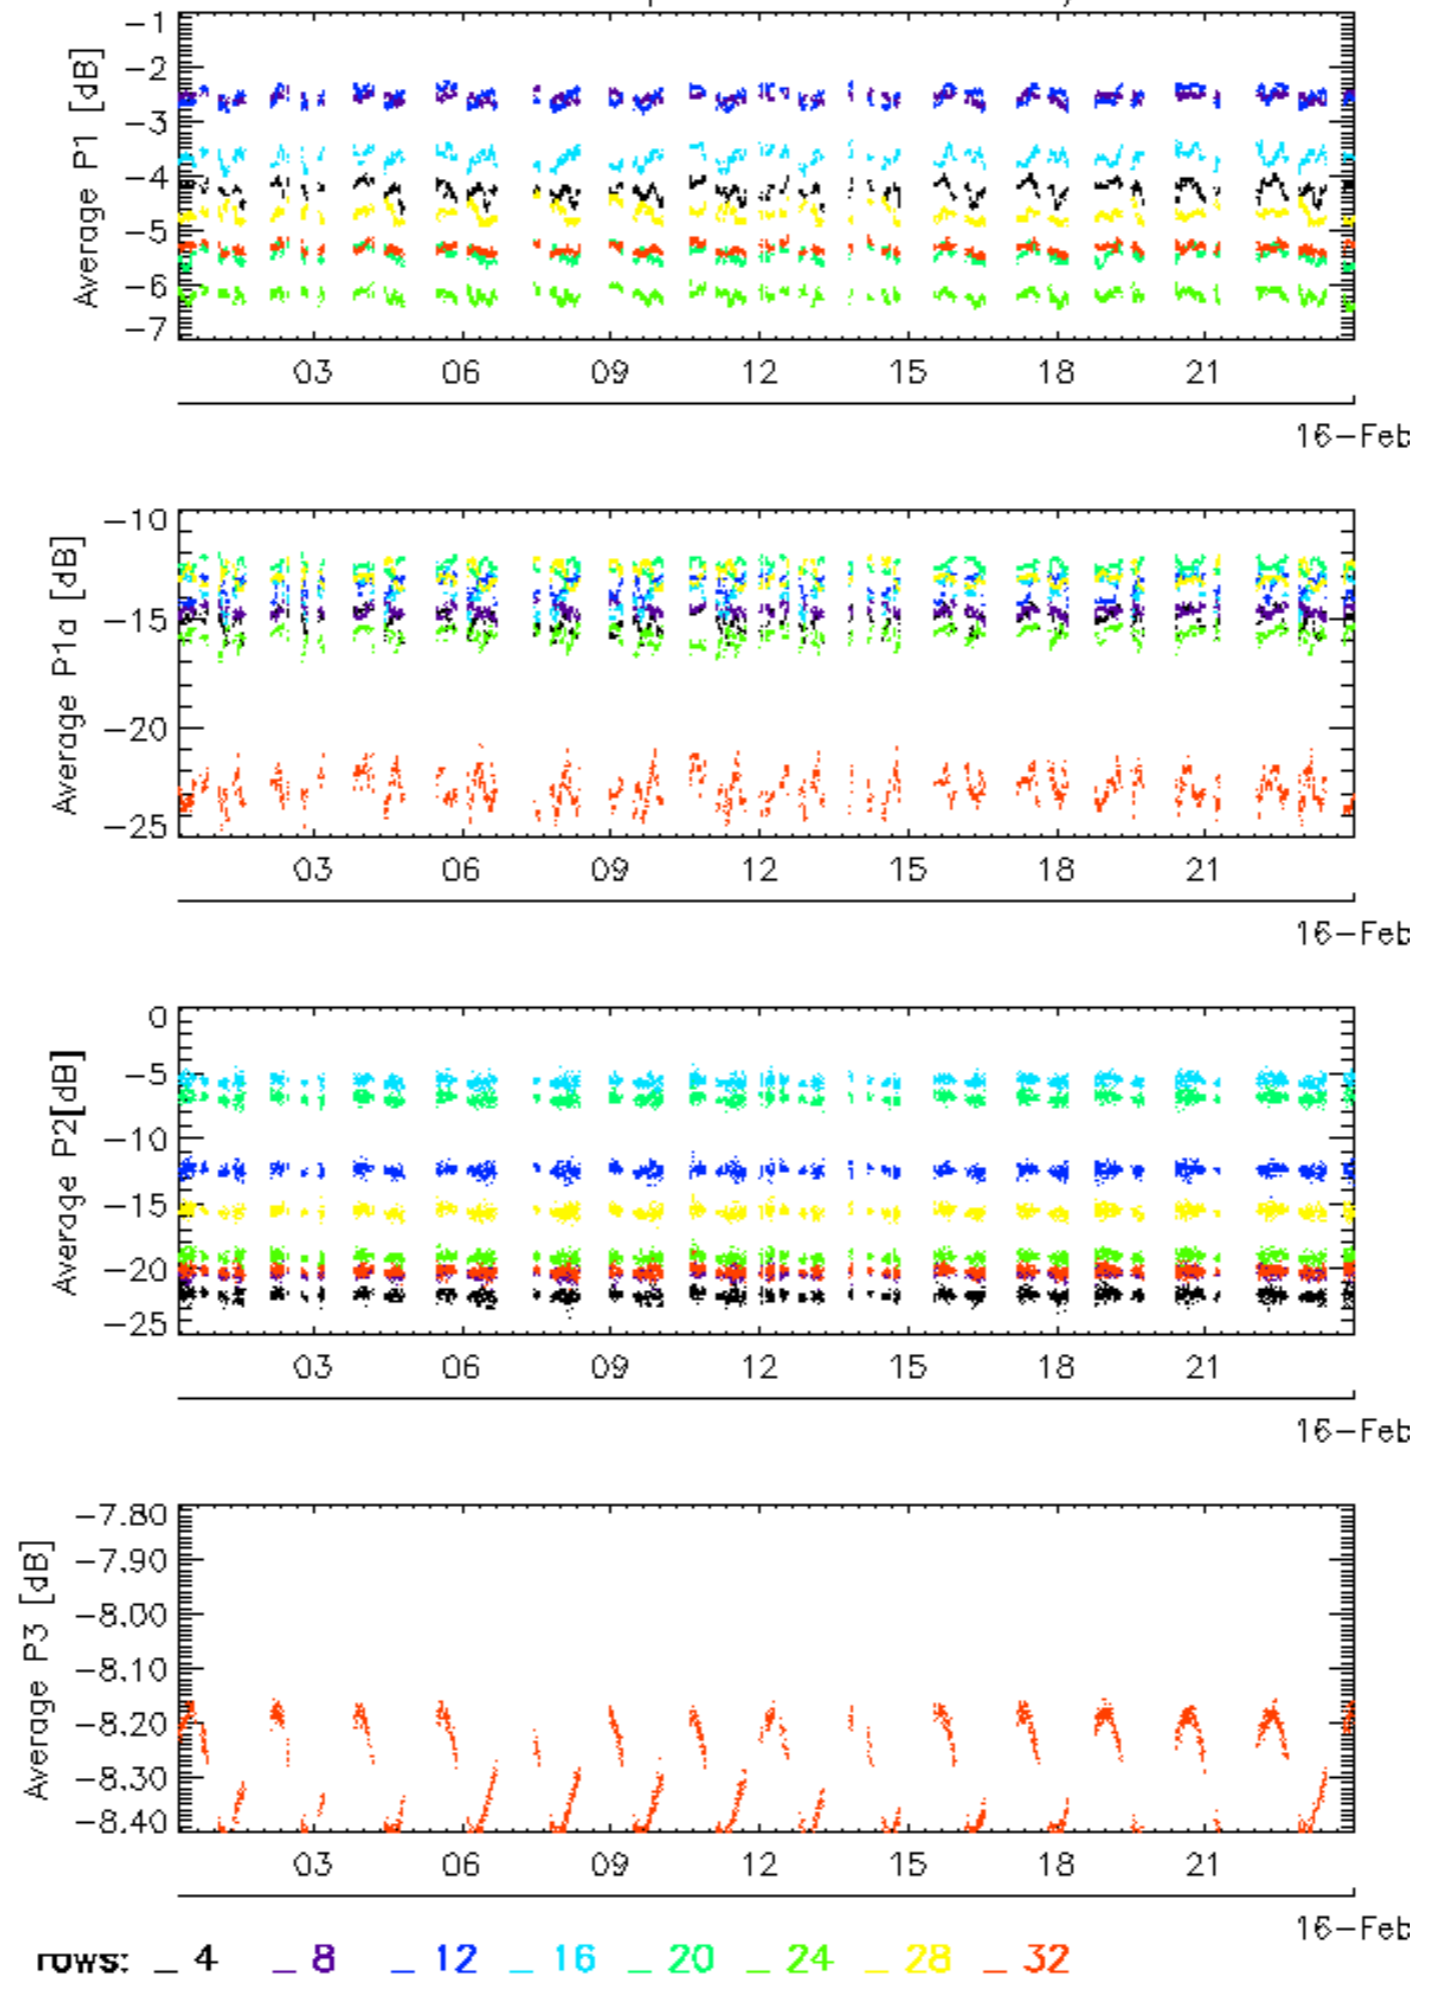 Average P1 [dB]
-1
-2
-3
-4
-5
-6
-7
03 06 09 12 15 18 21
16-Feb
Average P1a [dB]
-10
-15
-20
-25
03 06 09 12 15 18 21
16-Feb
Average P2[dB]
0
-5
-10
-15
-20
-25
03 06 09 12 15 18 21
16-Feb
Average P3 [dB]
-7.80
-7.90
-8.00
-8.10
-8.20
-8.30
-8.40
03 06 09 12 15 18 21
16-Feb
rows: _ 4 _ 8 _ 12 _ 16 _ 20 _ 24 _ 28 _ 32